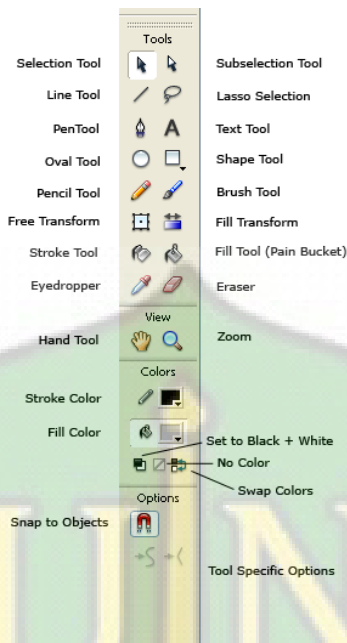 Tools
Selection Tool
Subselection Tool
Line Tool
Lasso Selection
PenTool
Text Tool
A
Oval Tool
Shape Tool
Pencil Tool
Brush Tool
Free Transform
Fill Transform
Stroke Tool
Fill Tool (Pain Bucket)
Eyedropper
Eraser
View
Hand Tool
Zoom
Colors
Stroke Color
Fill Color
Set to Black + White
No Color
Swap Colors
Options
Snap to Objects
Tool Specific Options
UN